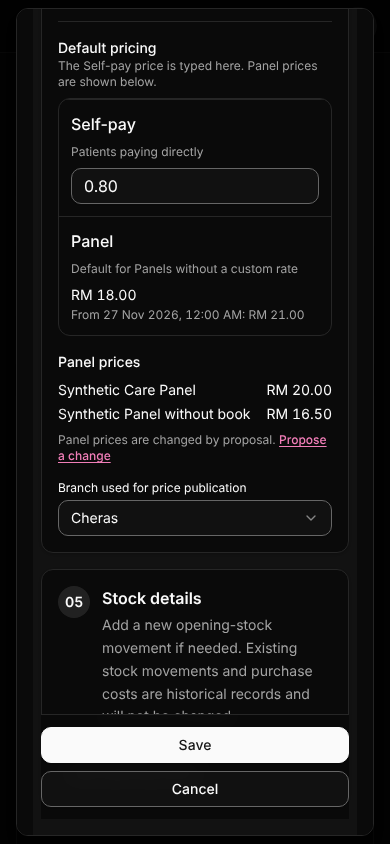 Default pricing
The Self-pay price is typed here. Panel prices
are shown below.
Self-pay
Patients paying directly
0.80
Panel
Default for Panels without a custom rate
RM 18.00
From 27 Nov 2026, 12:00 AM: RM 21.00
Panel prices
Synthetic Care Panel RM 20.00
Synthetic Panel without book RM 16.50
Panel prices are changed by proposal. Propose
a change
Branch used for price publication
Cheras
05 Stock details
Add a new opening-stock
movement if needed. Existing
stock movements and purchase
costs are historical records and
will not be changed.
Save
Cancel